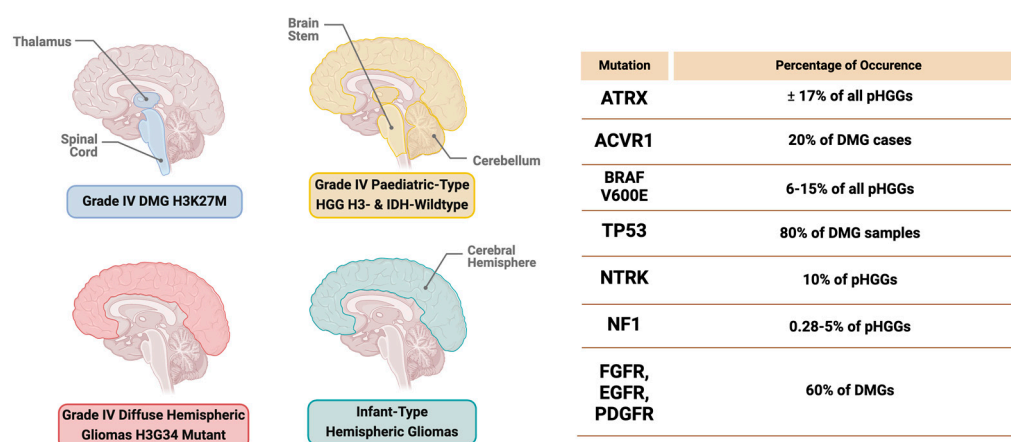 Thalamus
Spinal
Cord
Grade IV DMG H3K27M
Brain
Stem
Cerebellum
Grade IV Paediatric-Type
HGG H3- & IDH-Wildtype
Grade IV Diffuse Hemispheric
Gliomas H3G34 Mutant
Cerebral
Hemisphere
Infant-Type
Hemispheric Gliomas
Mutation Percentage of Occurence
ATRX ± 17% of all pHGGs
ACVR1 20% of DMG cases
BRAF
V600E 6-15% of all pHGGs
TP53 80% of DMG samples
NTRK 10% of pHGGs
NF1 0.28-5% of pHGGs
FGFR,
EGFR, 60% of DMGs
PDGFR